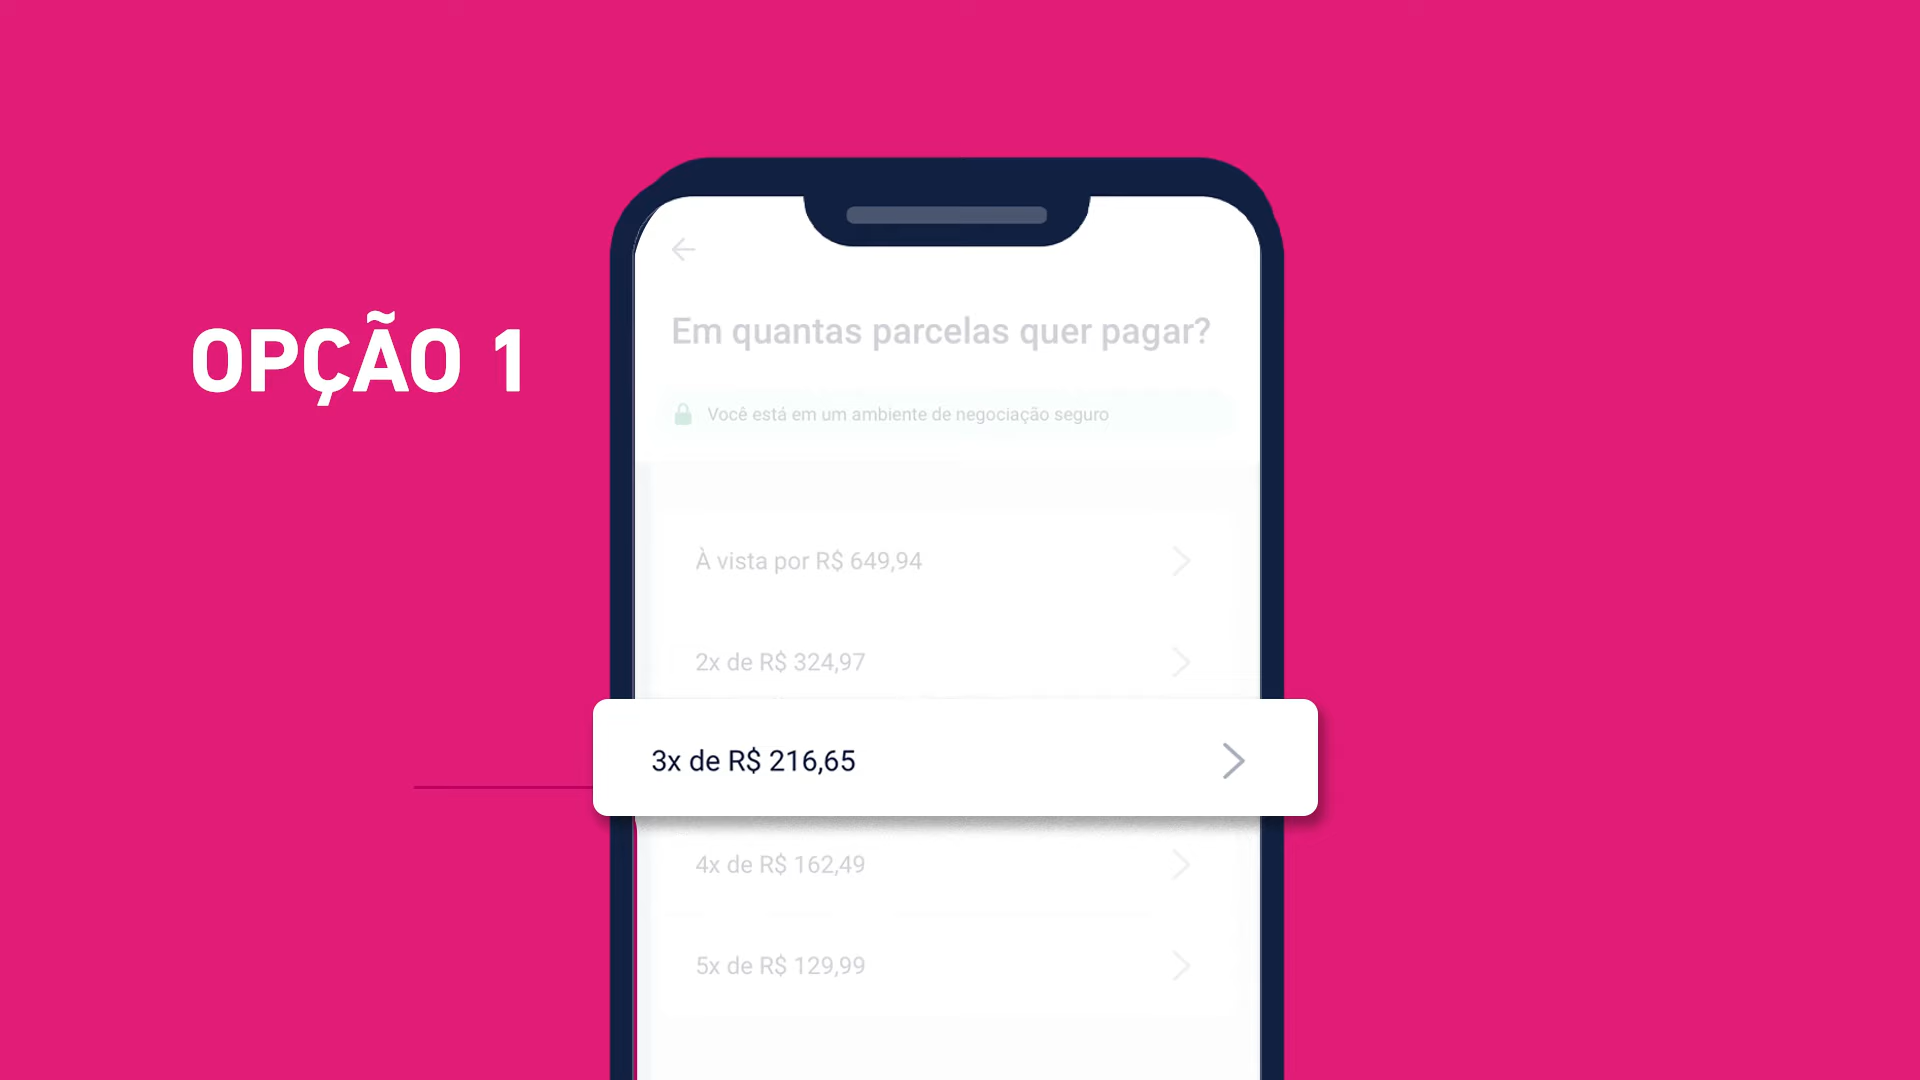 OPÇÃO 1
Em quantas parcelas quer pagar?
Você está em um ambiente de negociação seguro
À vista por R$ 649,94
2x de R$ 324,97
3x de R$ 216,65
4x de R$ 162,49
5x de R$ 129,99